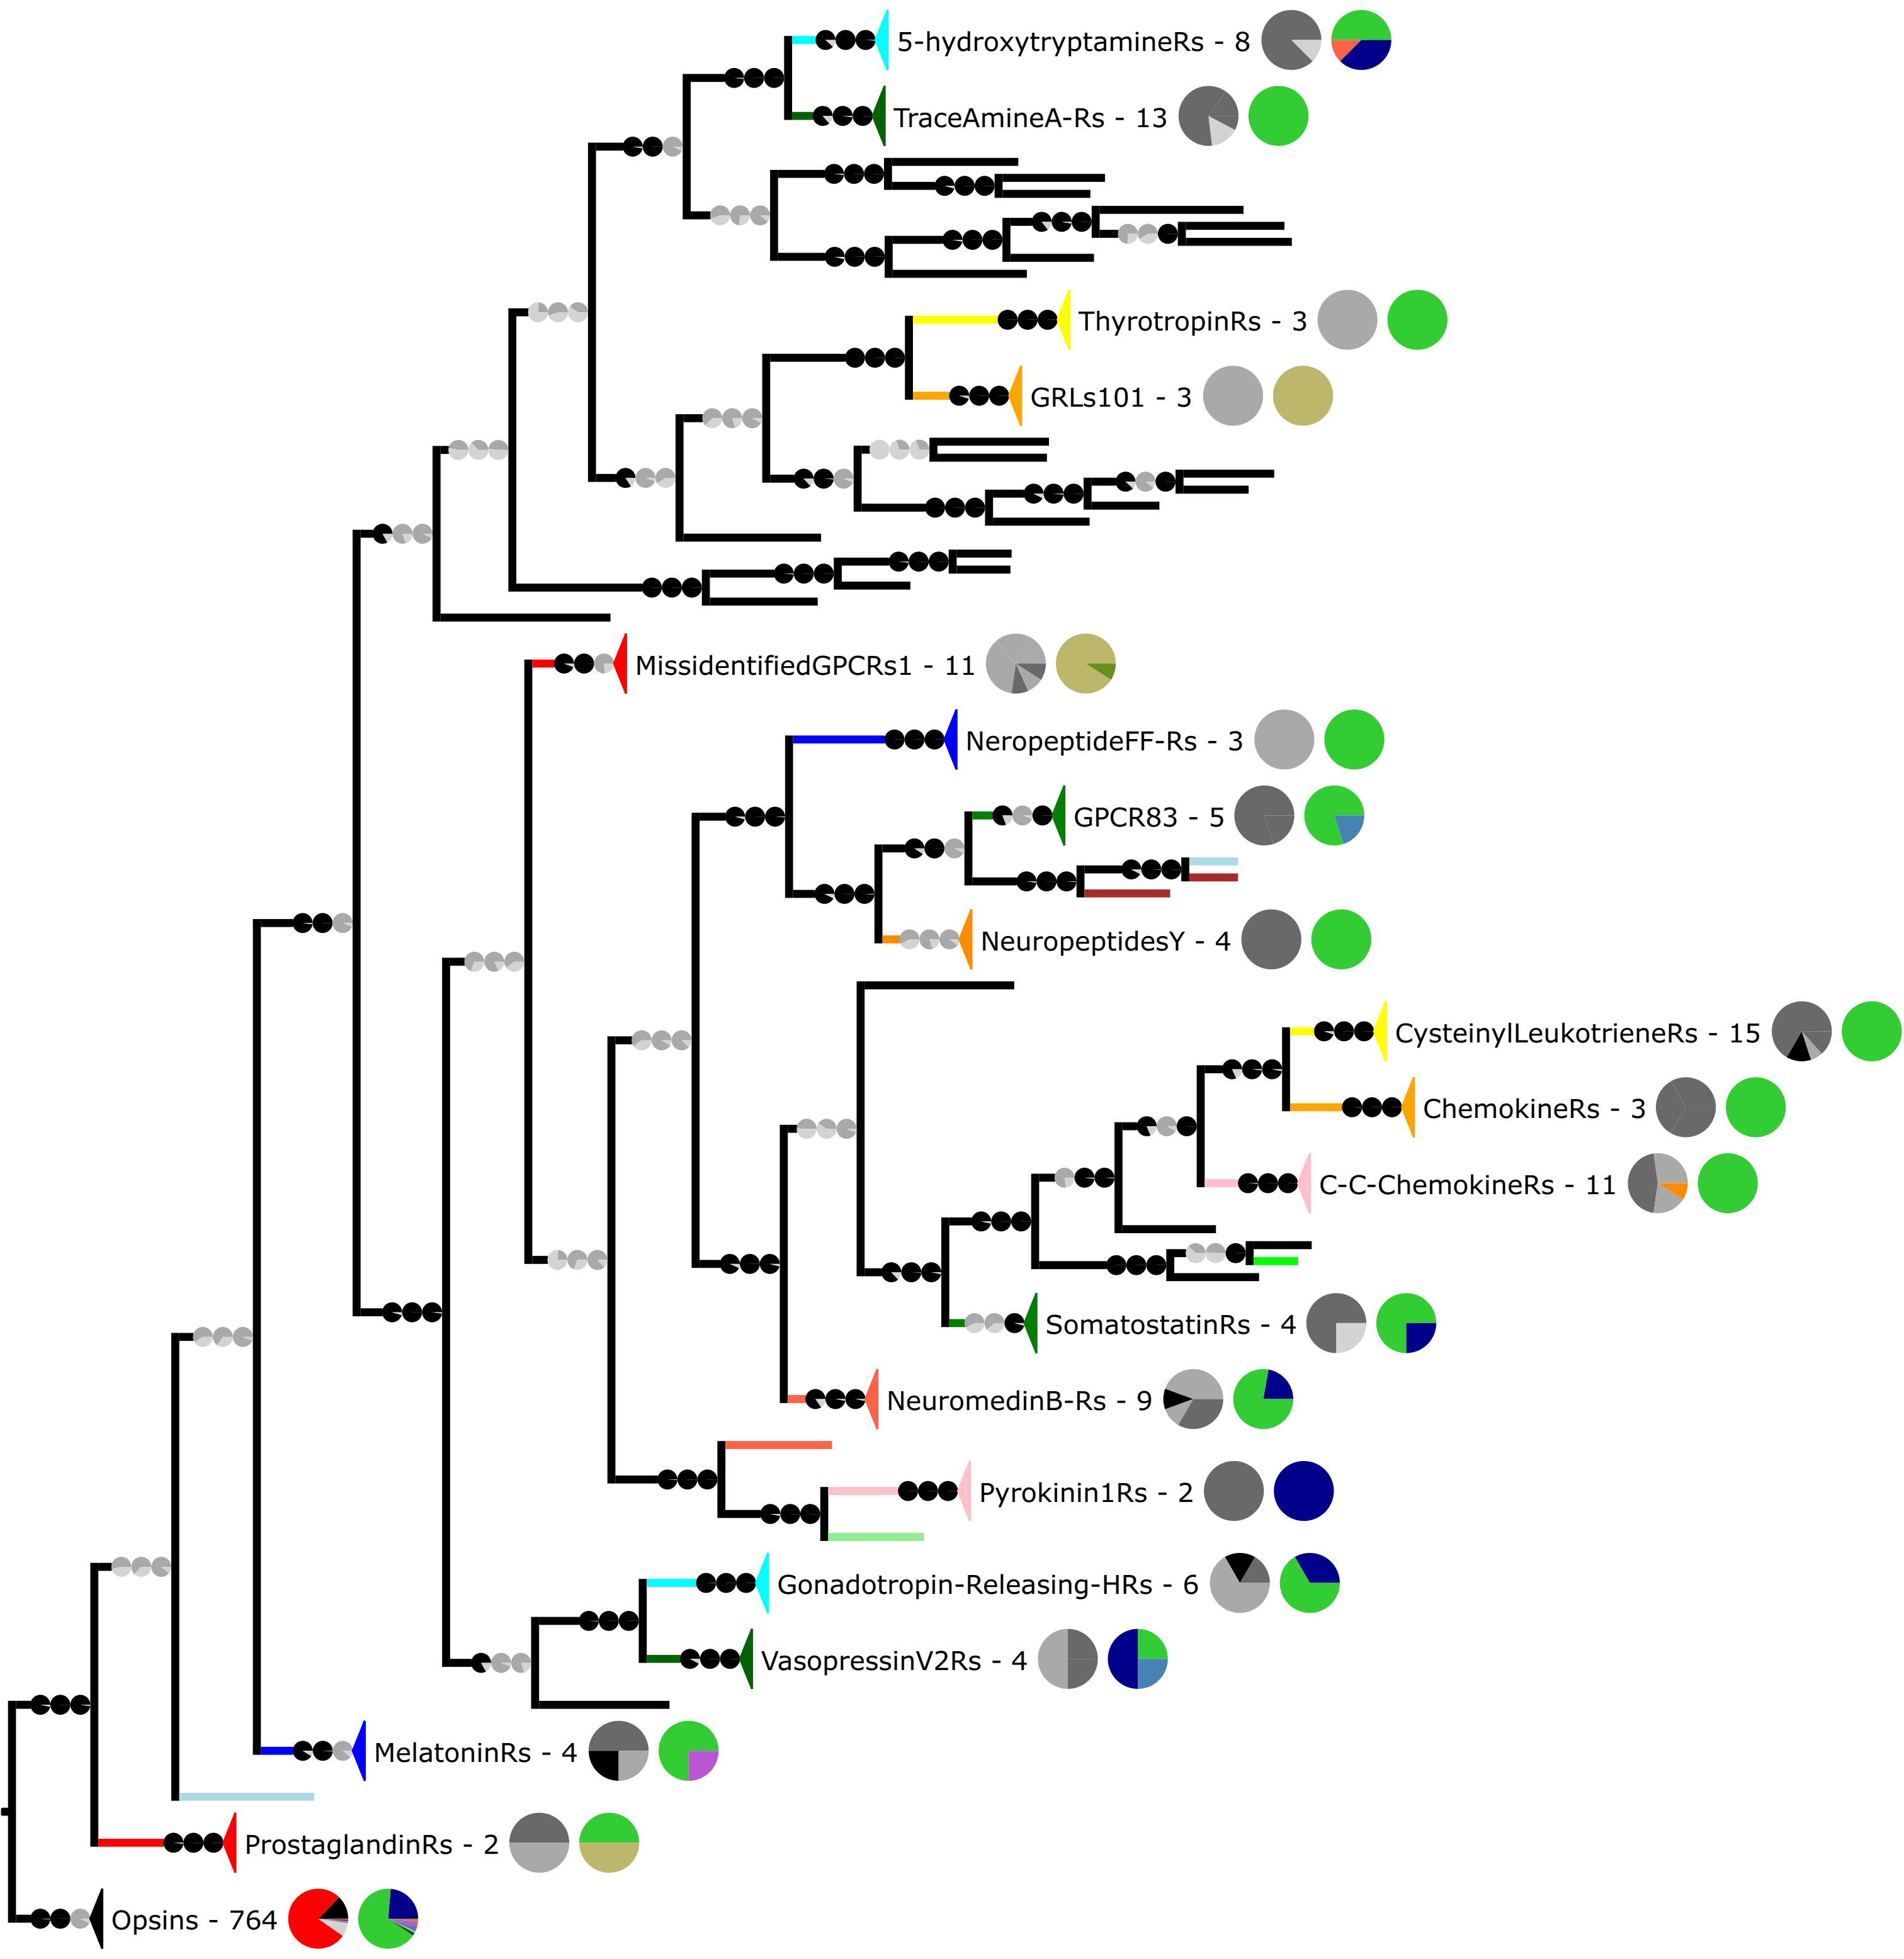 5-hydroxytryptamineRs - 8
TraceAmineA-Rs - 13
ThyrotropinRs - 3
GRLs101 - 3
MissidentifiedGPCRs1 - 11
NeropeptideFF-Rs - 3
GPCR83 - 5
NeuropeptidesY - 4
CysteinylLeukotrieneRs - 15
ChemokineRs - 3
C-C-ChemokineRs - 11
SomatostatinRs - 4
NeuromedinB-Rs - 9
Pyrokinin1Rs - 2
Gonadotropin-Releasing-HRs - 6
VasopressinV2Rs - 4
MelatoninRs - 4
ProstaglandinRs - 2
Opsins - 764